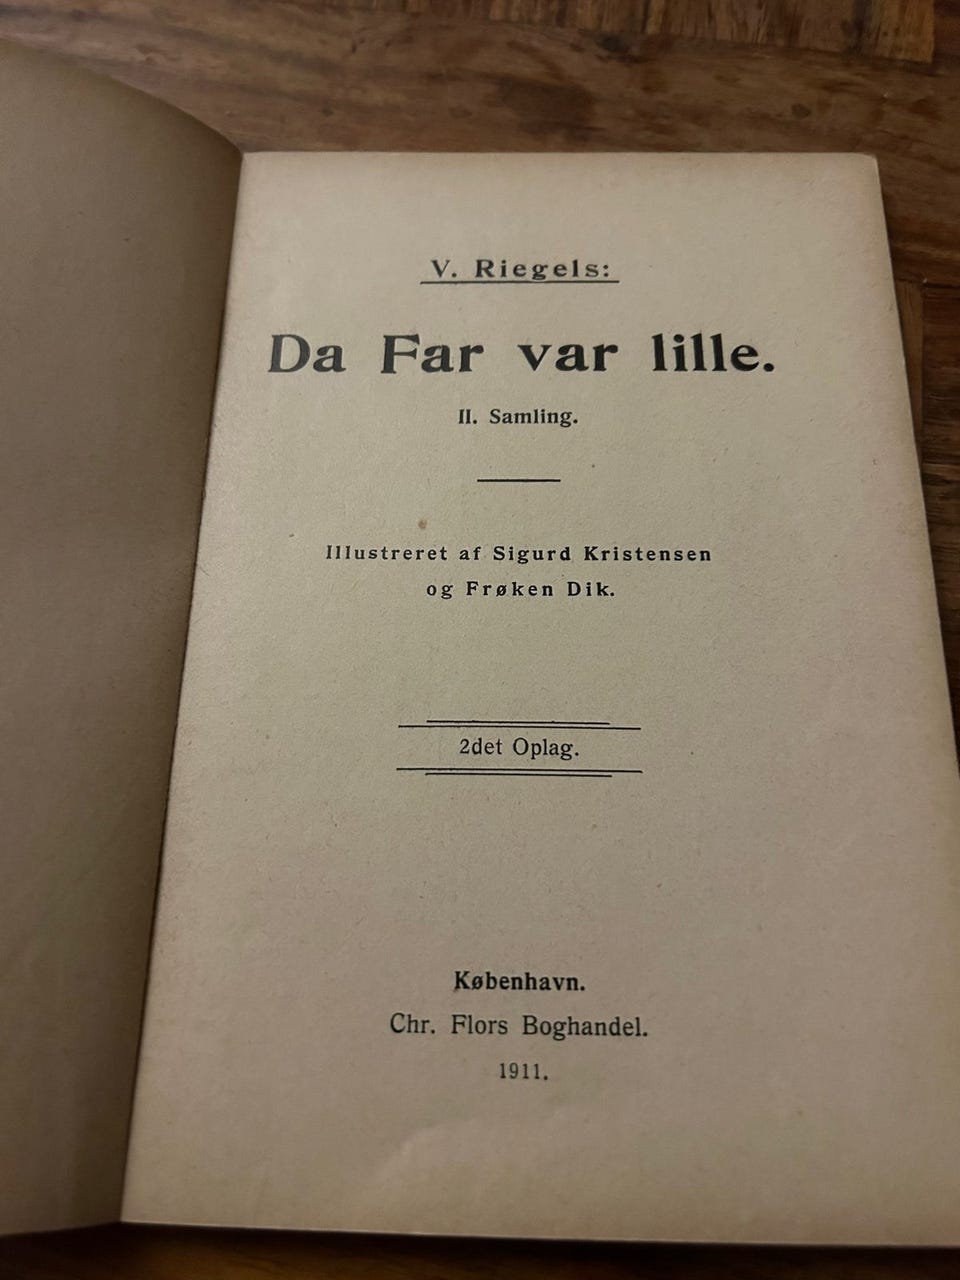 V. Riegels:
Da Far var lille.
II. Samling.
Illustreret af Sigurd Kristensen
og Frøken Dik.
2det Oplag.
København.
Chr. Flors Boghandel.
1911.